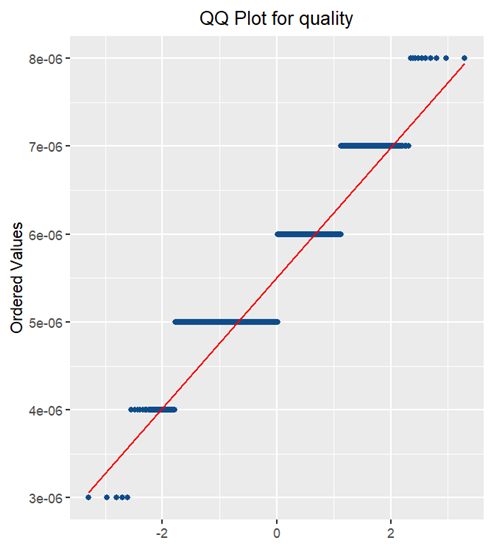 QQ Plot for quality
8e-06
7e-06
6e-06
5e-06
4e-06
3e-06
Ordered Values
-2
0
2